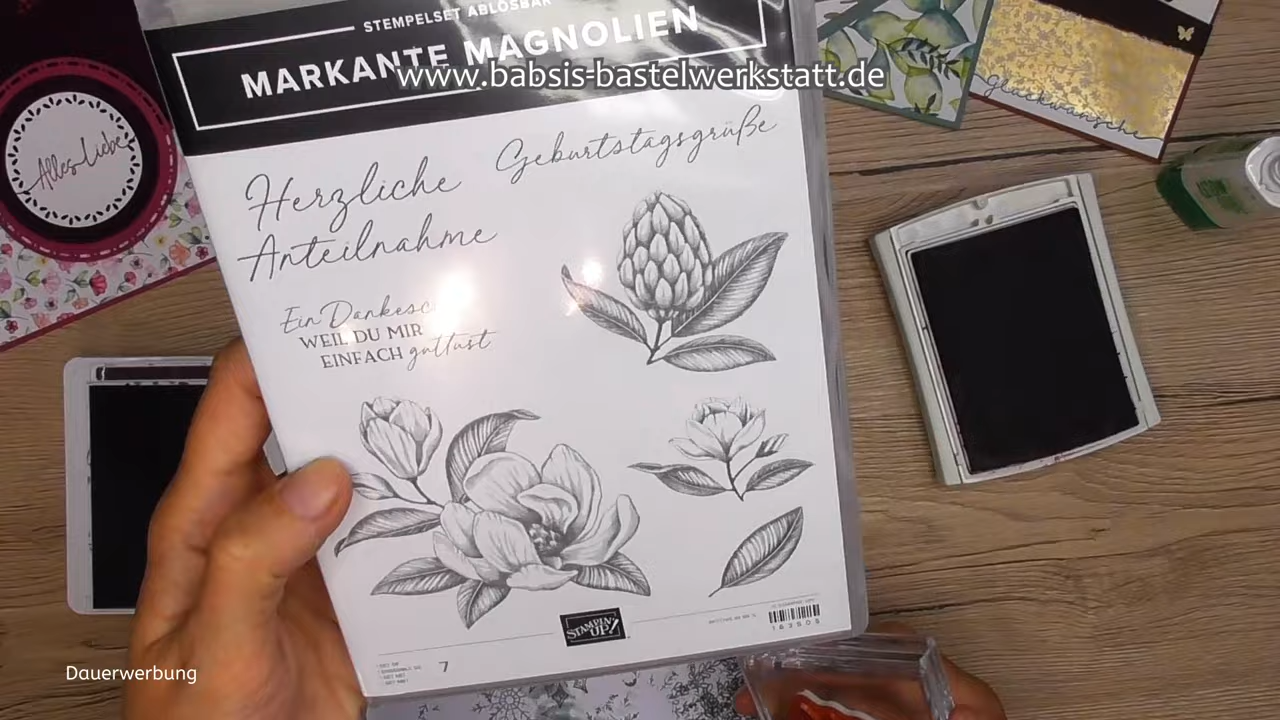 STEMPELSET ABLÖSBAR
MARKANTE MAGNOLIEN
www.babsis-bastelwerkstatt.de
Glückwünsche
Alles Liebe
Herzliche
Anteilnahme
Geburtstagsgrüße
Ein
WEIL DU MIR
EINFACH guttust
STAMPIN' UP!
7
Dauerwerbung